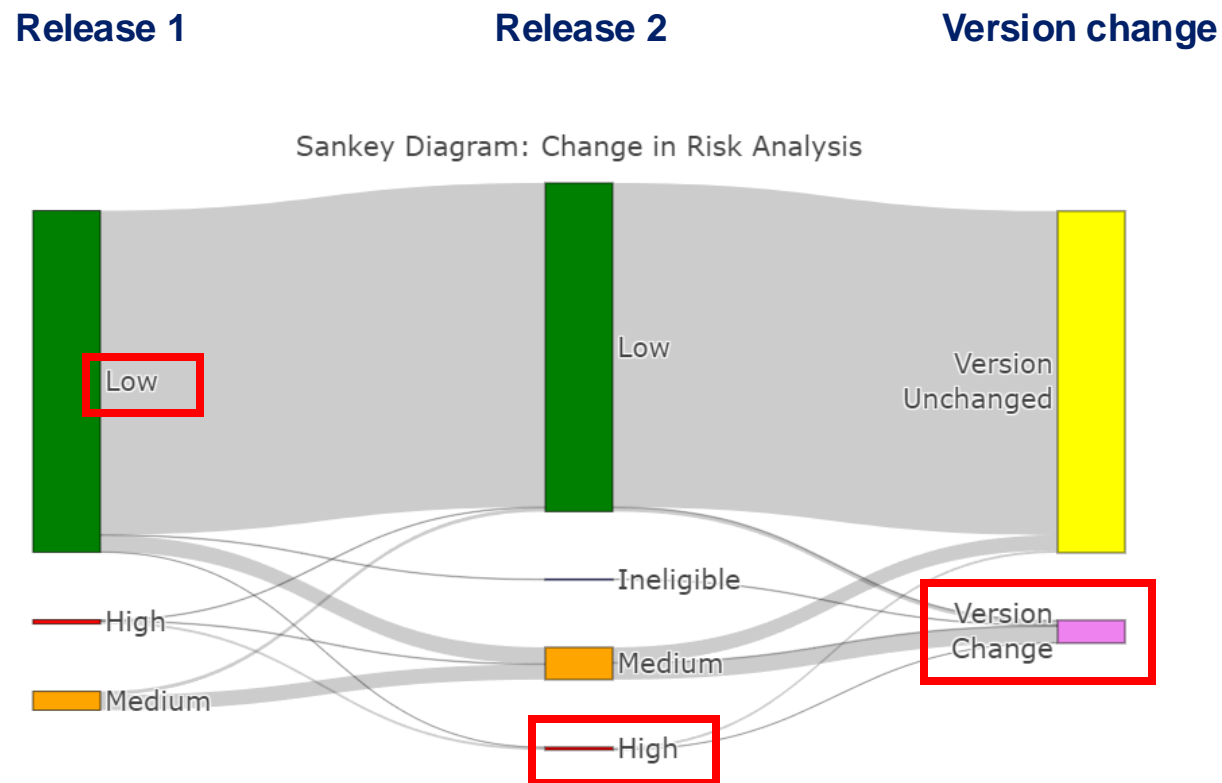 Release 1
Release 2
Version change
Sankey Diagram: Change in Risk Analysis
Low
High
Medium
Low
Ineligible
Medium
High
Version
Unchanged
Version
Change